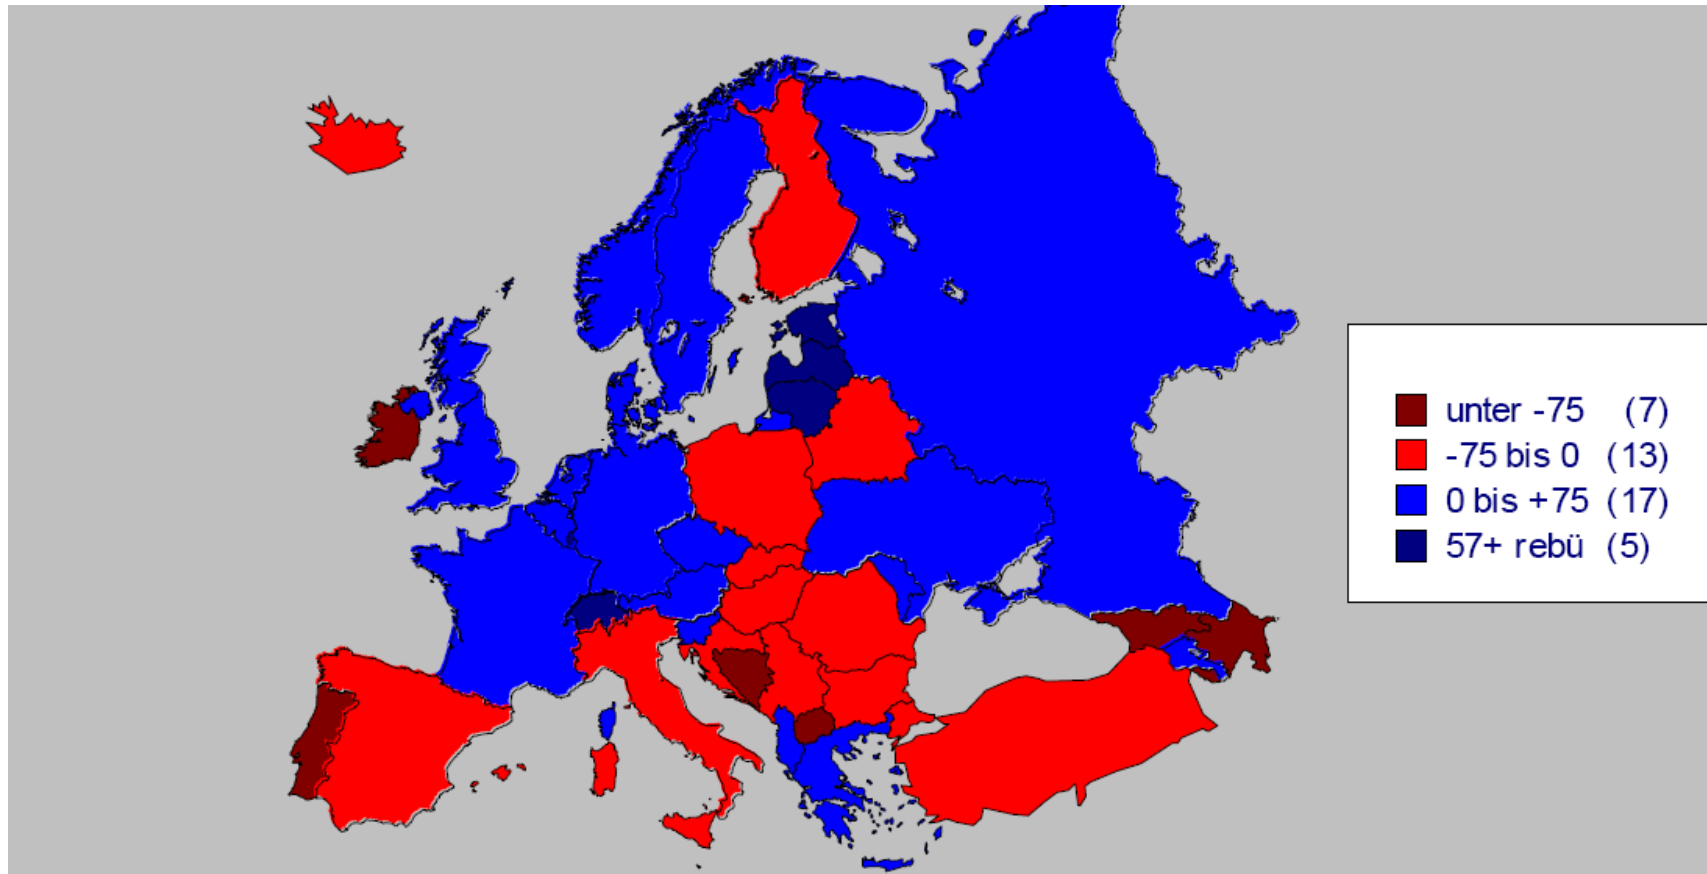 unter -75 (7)
-75 bis 0 (13)
0 bis +75 (17)
57+ rebü (5)